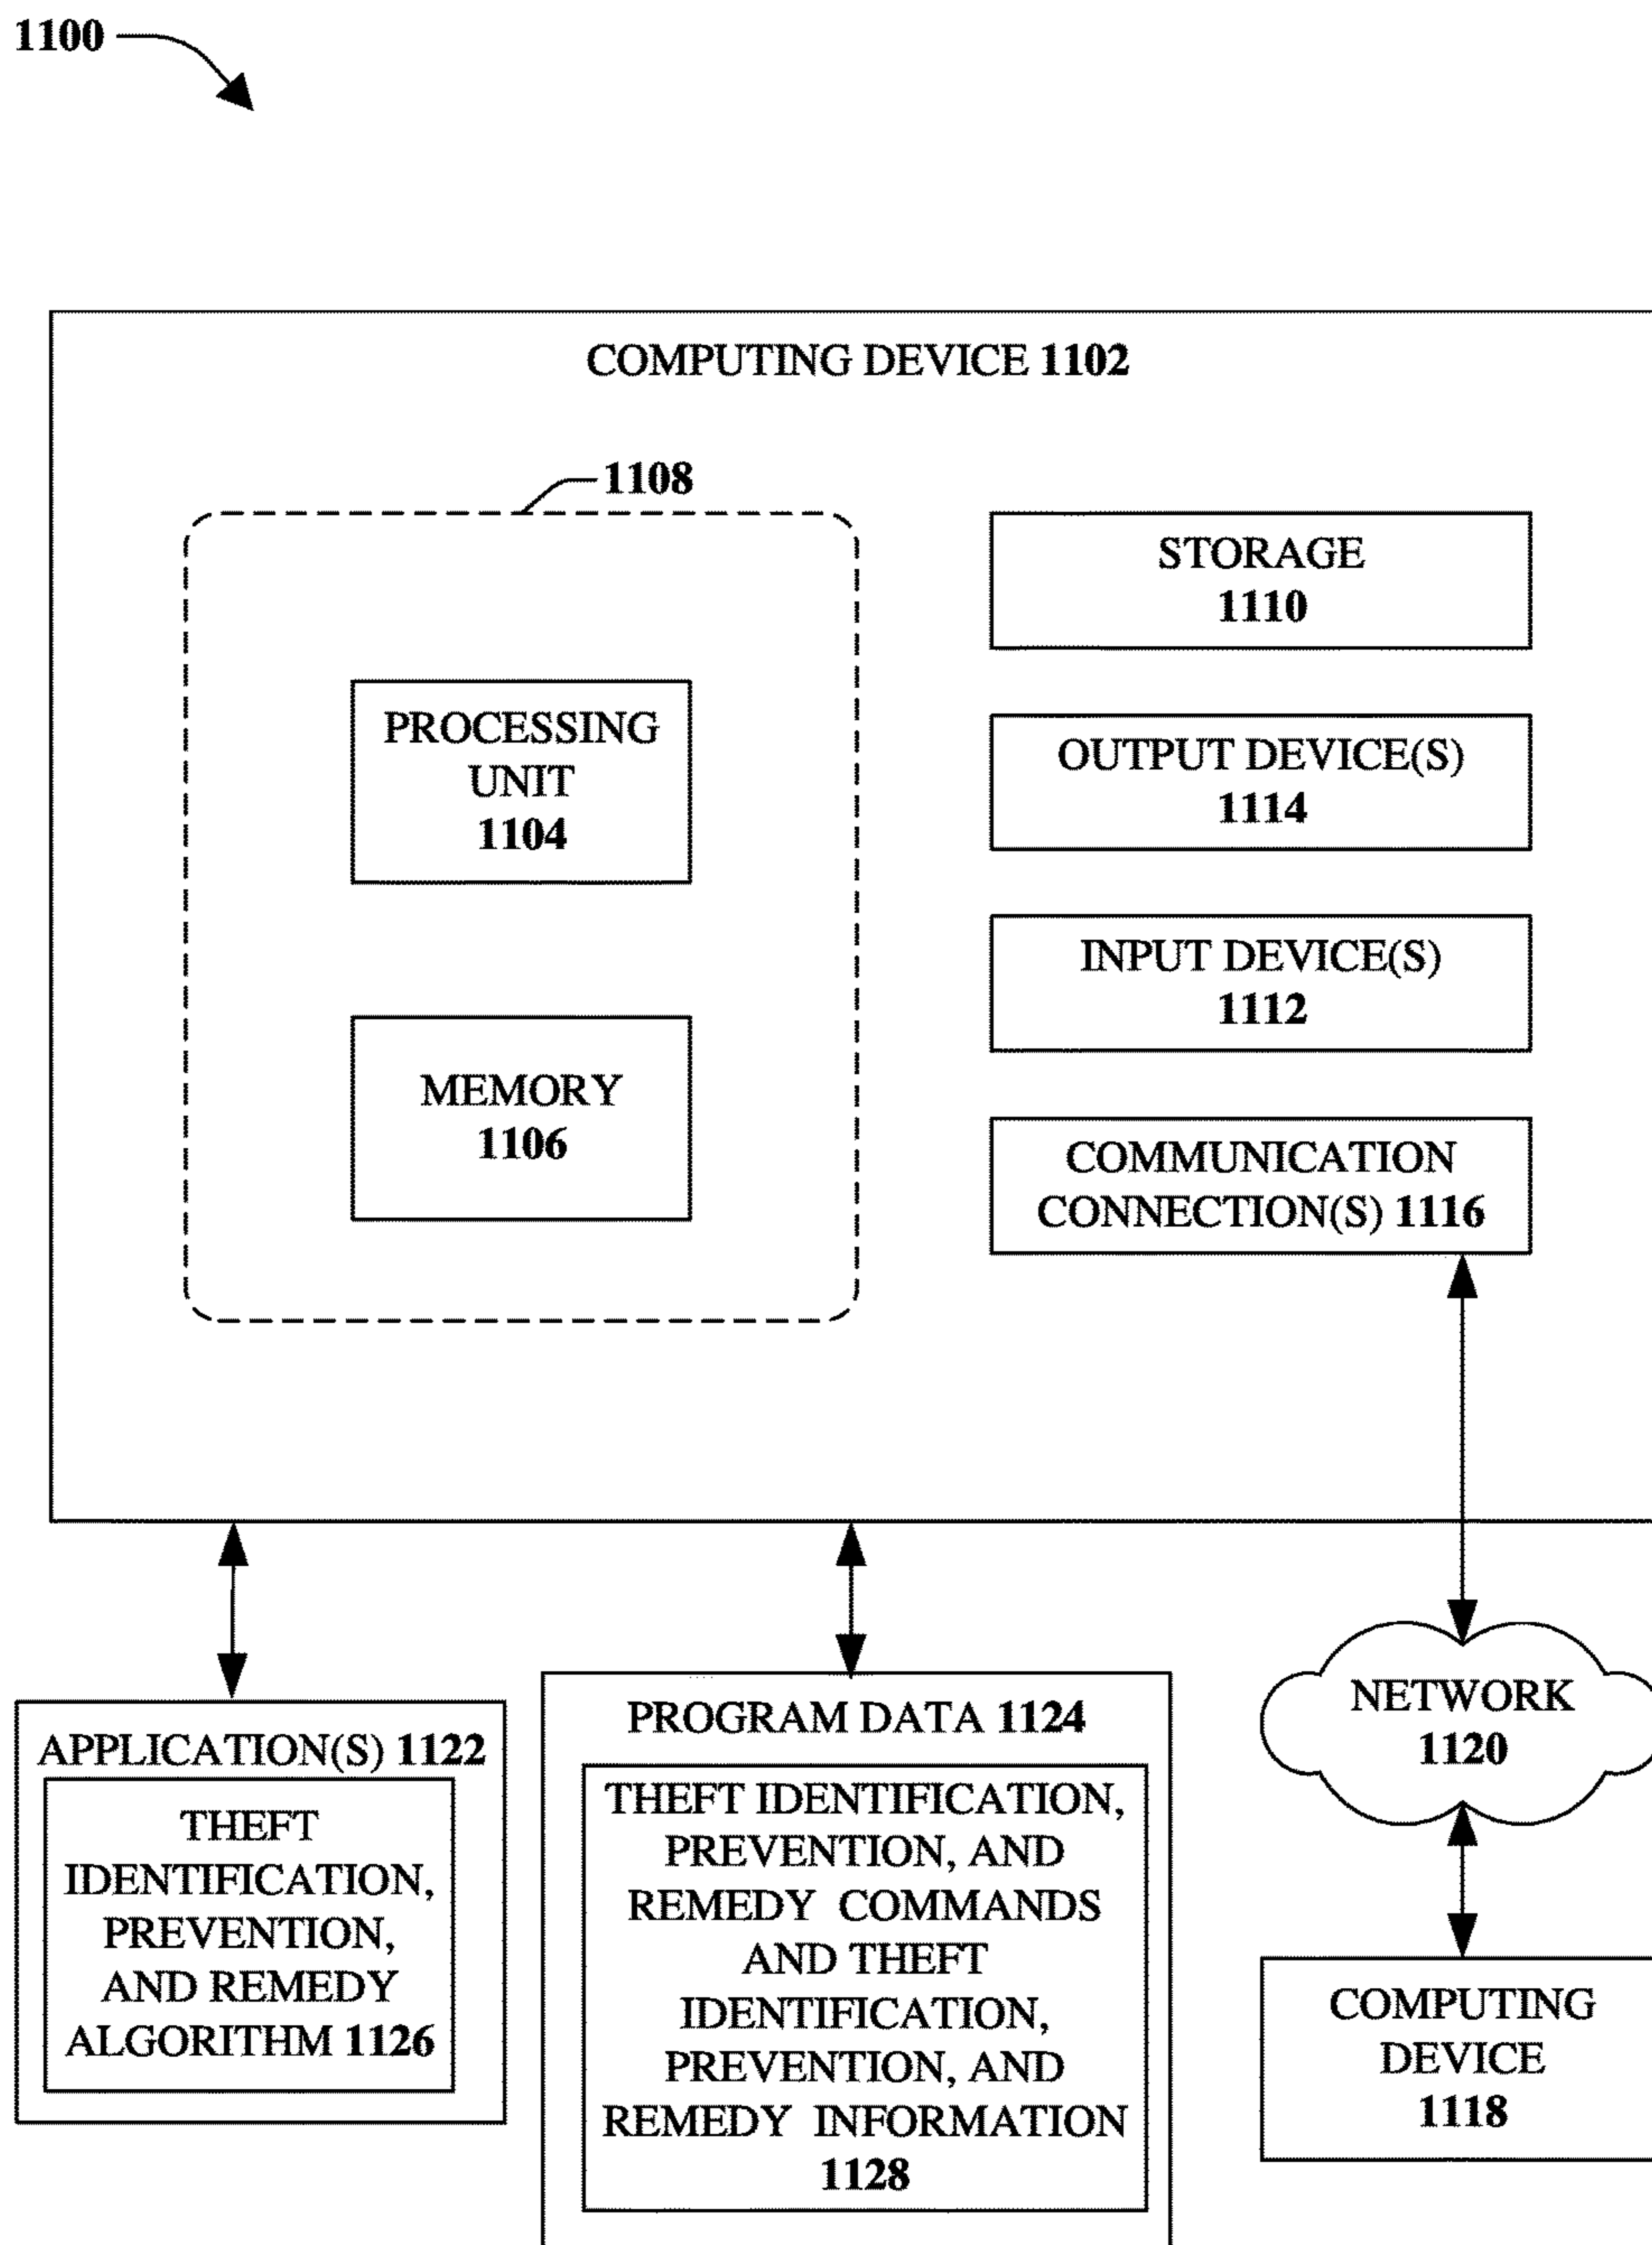 1100
COMPUTING DEVICE 1102
1108
PROCESSING
UNIT
1104
MEMORY
1106
STORAGE
1110
OUTPUT DEVICE(S)
1114
INPUT DEVICE(S)
1112
COMMUNICATION
CONNECTION(S) 1116
APPLICATION(S) 1122
THEFT
IDENTIFICATION,
PREVENTION,
AND REMEDY
ALGORITHM 1126
PROGRAM DATA 1124
THEFT IDENTIFICATION,
PREVENTION, AND
REMEDY COMMANDS
AND THEFT
IDENTIFICATION,
PREVENTION, AND
REMEDY INFORMATION
1128
NETWORK
1120
COMPUTING
DEVICE
1118